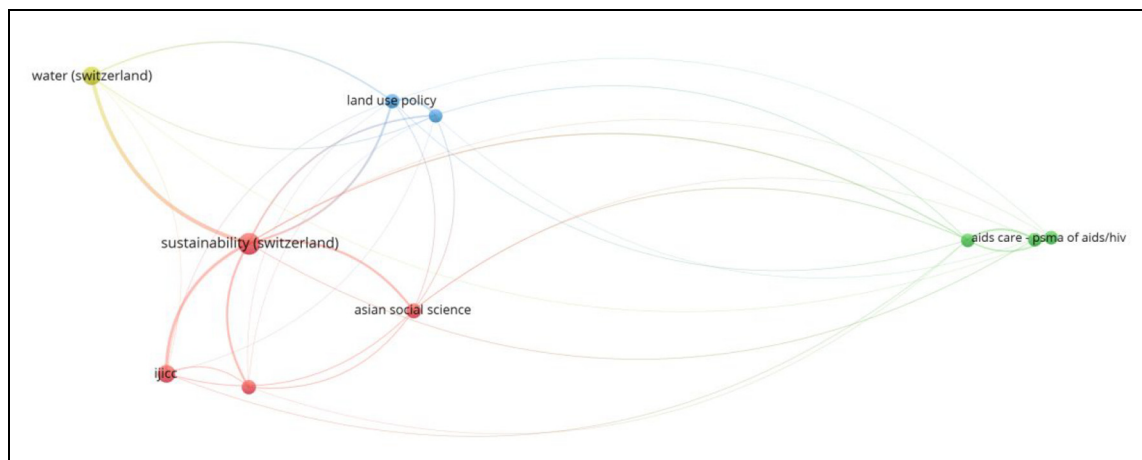 water (switzerland)
land use policy
sustainability (switzerland)
aids care - psma of aids/hiv
asian social science
ijicc